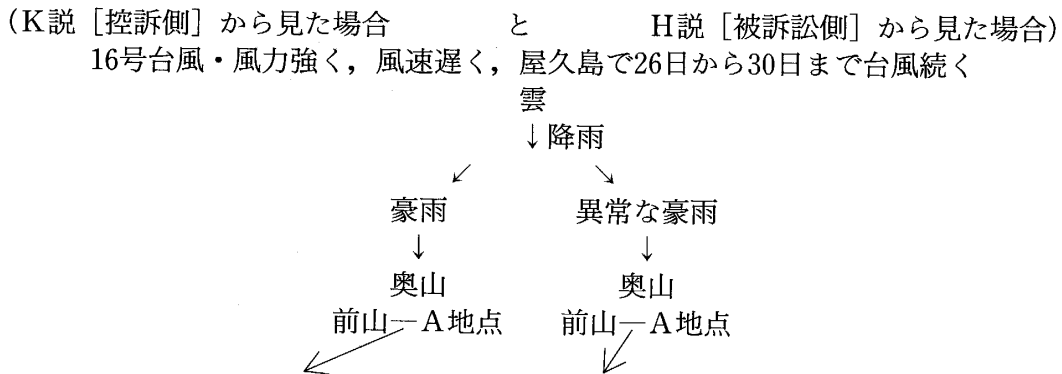 (K説［控訴側］から見た場合 と H説［被訴訟側］から見た場合)
16号台風・風力強く，風速遅く，屋久島で26日から30日まで台風続く
雲
↓降雨
↙ ↘
豪雨 異常な豪雨
↓ ↓
奥山 奥山
前山―A地点 前山―A地点